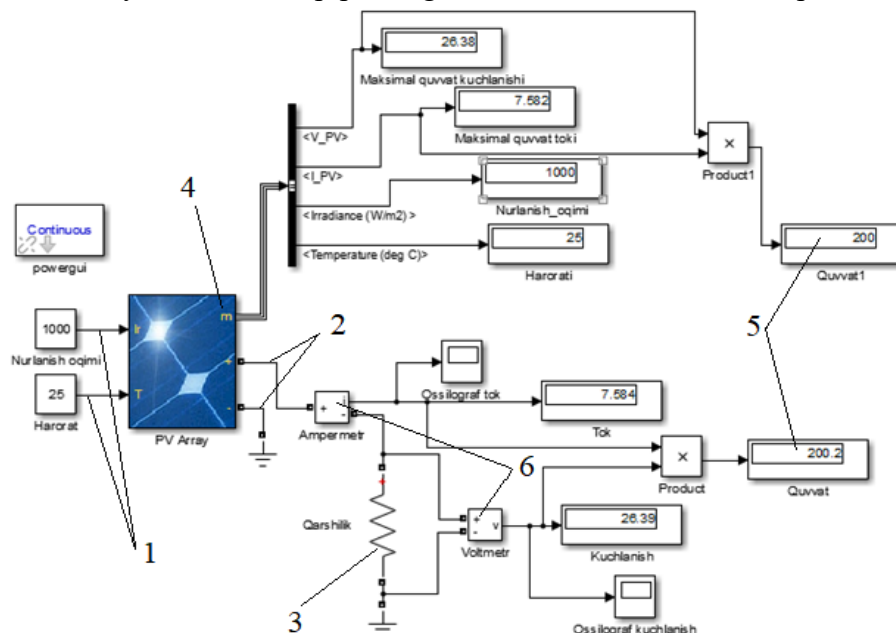 26.38
Maksimal quvvat kuchlanishi
<V_PV>
7.582
Maksimal quvvat toki
<I_PV>
×
Product1
1000
Nurlanish_oqimi
<Irradiance (W/m2) >
25
Harorati
<Temperature (deg C)>
200
Quvvat1
4
Continuous
powergui
1000
Nurlanish oqimi
25
Harorat
Ir
T
m
+
-
PV Array
2
5
1
+
i
-
Ampermetr
Ossilograf tok
7.584
Tok
×
Product
200.2
Quvvat
6
+
Qarshilik
3
+
-
v
Voltmetr
26.39
Kuchlanish
Ossilograf kuchlanish